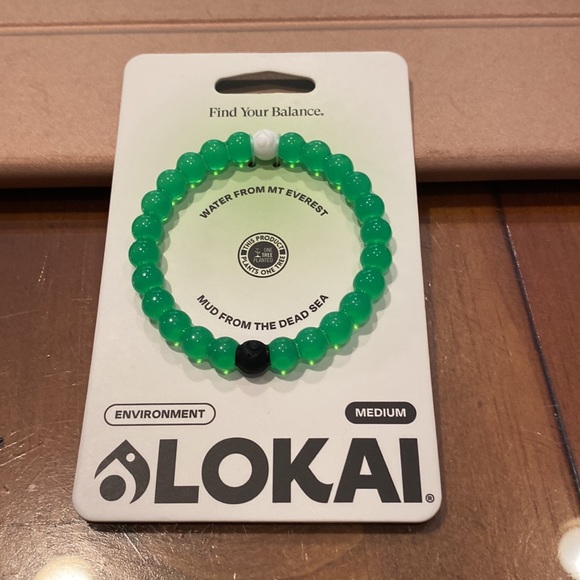 Find Your Balance.
WATER FROM MT EVEREST
THIS PRODUCT
ONE
TREE
PLANTED
PLANTS ONE TREE
MUD FROM THE DEAD SEA
ENVIRONMENT
MEDIUM
LOKAI®